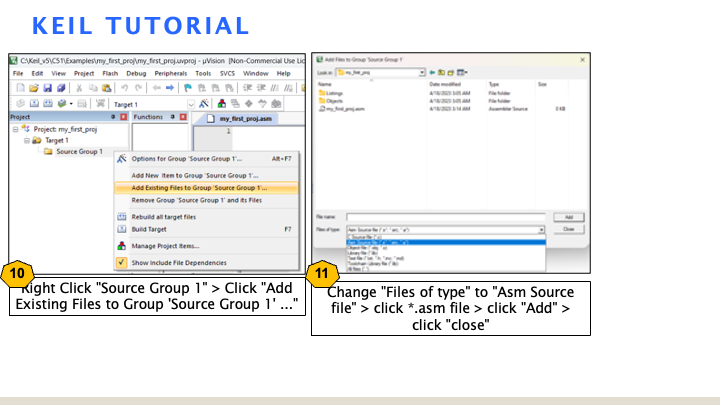 KEIL TUTORIAL
C:\Keil_v5\C51\Examples\my_first_proj\my_first_proj.uvproj - µVision [Non-Commercial Use Lic
File Edit View Project Flash Debug Peripherals Tools SVCS Window Help
Target 1
Project
Functions
my_first_proj.asm
1
Project: my_first_proj
Target 1
Source Group 1
Options for Group 'Source Group 1'... Alt+F7
Add New Item to Group 'Source Group 1'...
Add Existing Files to Group 'Source Group 1'...
Remove Group 'Source Group 1' and its Files
Rebuild all target files
Build Target F7
Manage Project Items...
Show Include File Dependencies
10
Right Click "Source Group 1" > Click "Add
Existing Files to Group 'Source Group 1' ..."
Add Files to Group 'Source Group 1'
Look in: my_first_proj
Name Date modified Type Size
Listings 4/18/2023 3:05 AM File folder
Objects 4/18/2023 3:05 AM File folder
my_first_proj.asm 4/18/2023 3:14 AM Assembler Source 0 KB
File name: Add
Files of type: Asm Source file (*.s*; *.src; *.a*) Close
C Source file (*.c)
Asm Source file (*.s*; *.src; *.a*)
Object file (*.obj; *.o)
Library file (*.lib)
Text file (*.txt; *.h; *.inc; *.md)
Toolchain Library file (*.lib)
All files (*.*)
11
Change "Files of type" to "Asm Source
file" > click *.asm file > click "Add" >
click "close"